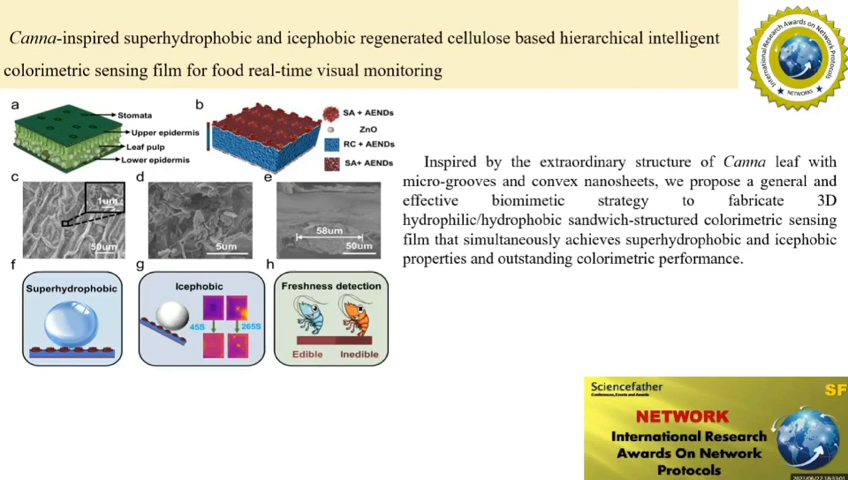 Canna-inspired superhydrophobic and icephobic regenerated cellulose based hierarchical intelligent
colorimetric sensing film for food real-time visual monitoring
International Research Awards on Network Protocols
NETWORKS
a
Stomata
Upper epidermis
Leaf pulp
Lower epidermis
b
SA + AENDs
ZnO
RC + AENDs
SA+ AENDs
c
1um
50um
d
5um
e
58um
50um
Inspired by the extraordinary structure of Canna leaf with
micro-grooves and convex nanosheets, we propose a general and
effective biomimetic strategy to fabricate 3D
hydrophilic/hydrophobic sandwich-structured colorimetric sensing
film that simultaneously achieves superhydrophobic and icephobic
properties and outstanding colorimetric performance.
f
Superhydrophobic
g
Icephobic
45S
265S
h
Freshness detection
Edible Inedible
Sciencefather
Conferences, Events and Awards
SF
NETWORK
International Research
Awards On Network
Protocols